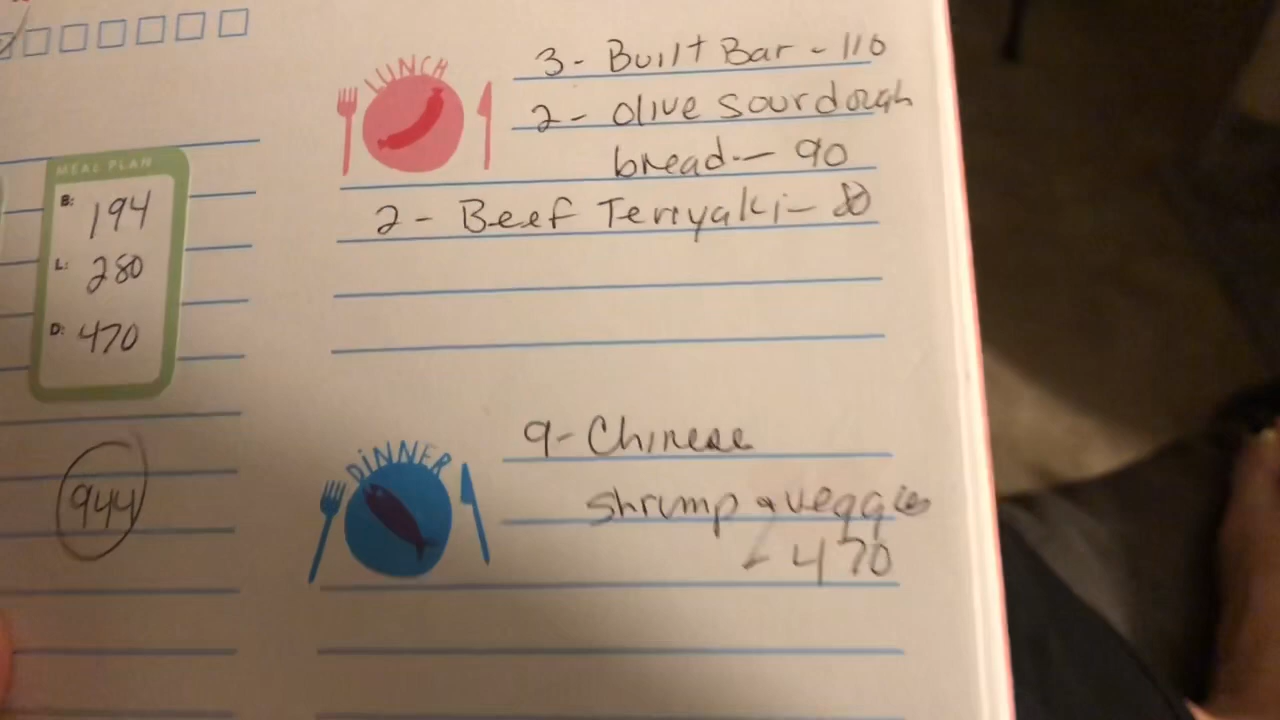 MEAL PLAN
B: 194
L: 280
D: 470
944
LUNCH
3- Built Bar - 110
2- olive sourdough
bread - 90
2- Beef Teriyaki - 80
DINNER
9- Chinese
shrimp & veggies
- 470